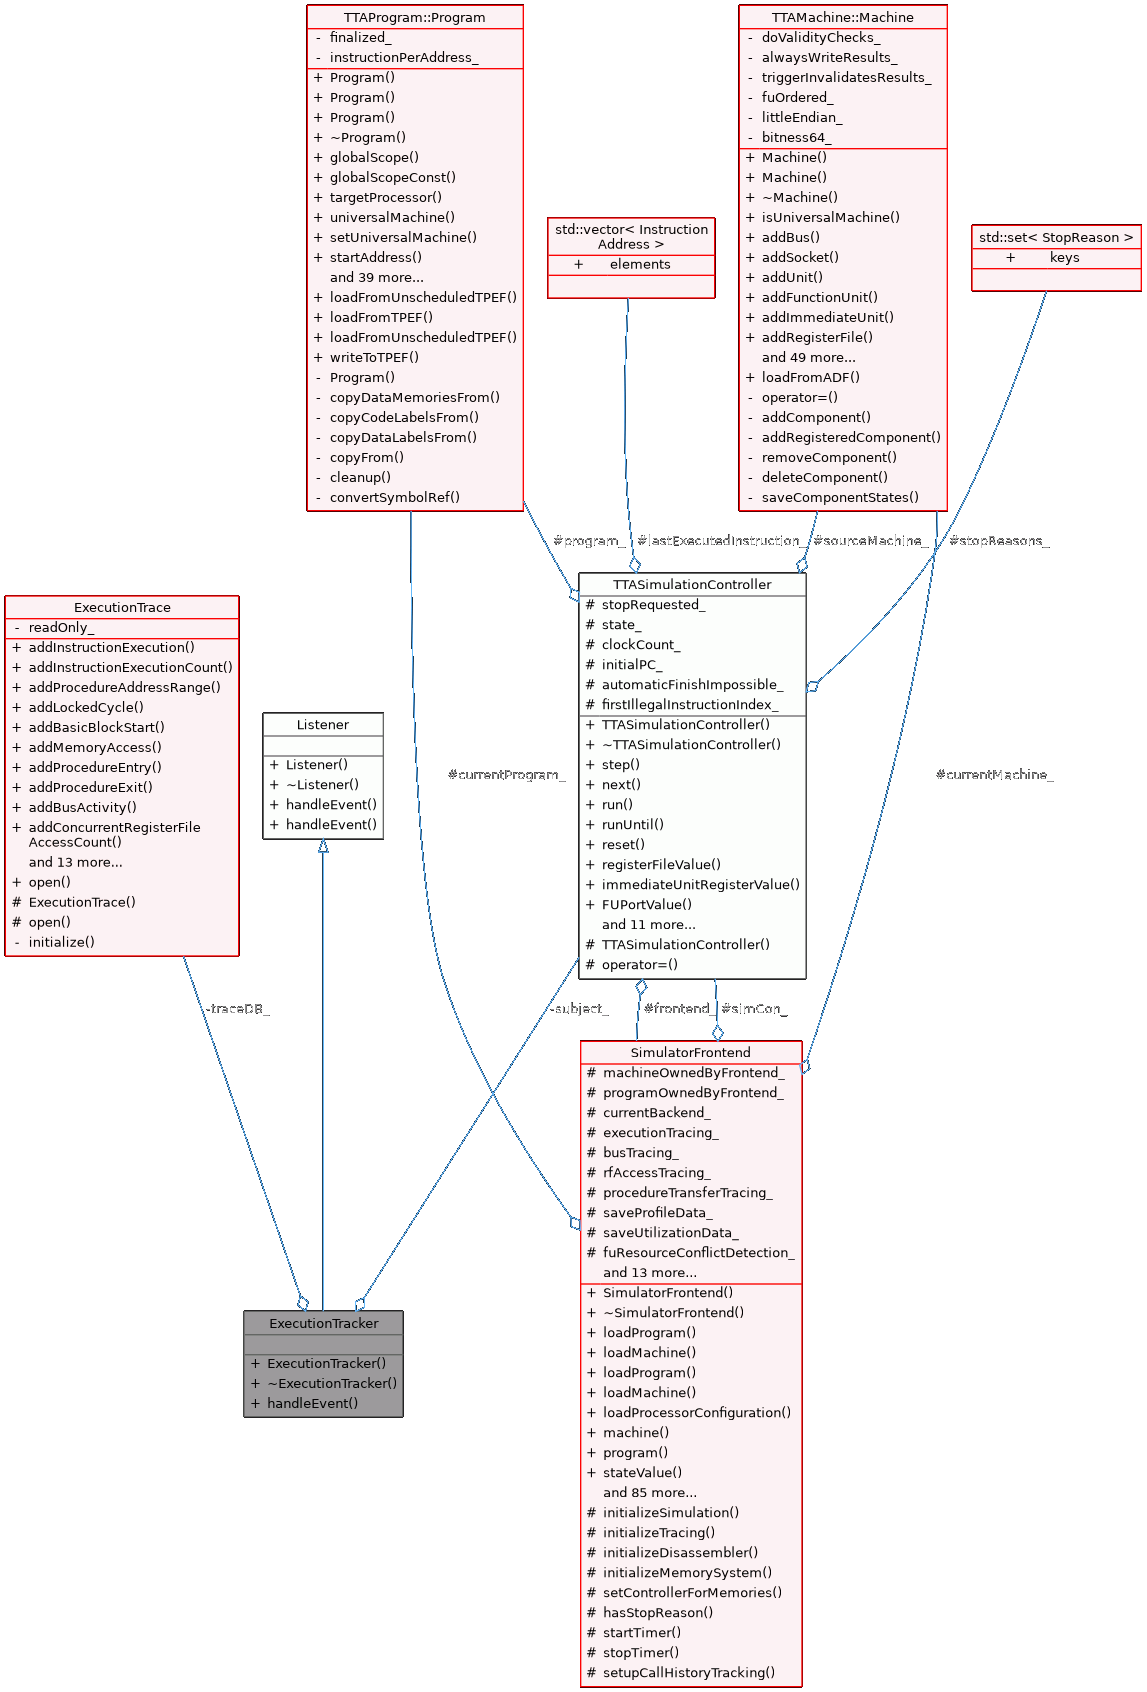 TTAProgram::Program
- finalized_
- instructionPerAddress_
+ Program()
+ Program()
+ Program()
+ ~Program()
+ globalScope()
+ globalScopeConst()
+ targetProcessor()
+ universalMachine()
+ setUniversalMachine()
+ startAddress()
and 39 more...
+ loadFromUnscheduledTPEF()
+ loadFromTPEF()
+ loadFromUnscheduledTPEF()
+ writeToTPEF()
- Program()
- copyDataMemoriesFrom()
- copyCodeLabelsFrom()
- copyDataLabelsFrom()
- copyFrom()
- cleanup()
- convertSymbolRef()
std::vector< Instruction
Address >
+ elements
TTAMachine::Machine
- doValidityChecks_
- alwaysWriteResults_
- triggerInvalidatesResults_
- fuOrdered_
- littleEndian_
- bitness64_
+ Machine()
+ Machine()
+ ~Machine()
+ isUniversalMachine()
+ addBus()
+ addSocket()
+ addUnit()
+ addFunctionUnit()
+ addImmediateUnit()
+ addRegisterFile()
and 49 more...
+ loadFromADF()
- operator=()
- addComponent()
- addRegisteredComponent()
- removeComponent()
- deleteComponent()
- saveComponentStates()
std::set< StopReason >
+ keys
#program_
#lastExecutedInstruction_
#sourceMachine_
#stopReasons_
ExecutionTrace
- readOnly_
+ addInstructionExecution()
+ addInstructionExecutionCount()
+ addProcedureAddressRange()
+ addLockedCycle()
+ addBasicBlockStart()
+ addMemoryAccess()
+ addProcedureEntry()
+ addProcedureExit()
+ addBusActivity()
+ addConcurrentRegisterFile
AccessCount()
and 13 more...
+ open()
# ExecutionTrace()
# open()
- initialize()
Listener
+ Listener()
+ ~Listener()
+ handleEvent()
+ handleEvent()
#currentProgram_
TTASimulationController
# stopRequested_
# state_
# clockCount_
# initialPC_
# automaticFinishImpossible_
# firstIllegalInstructionIndex_
+ TTASimulationController()
+ ~TTASimulationController()
+ step()
+ next()
+ run()
+ runUntil()
+ reset()
+ registerFileValue()
+ immediateUnitRegisterValue()
+ FUPortValue()
and 11 more...
# TTASimulationController()
# operator=()
#currentMachine_
-traceDB_
-subject_
#frontend_
#simCon_
SimulatorFrontend
# machineOwnedByFrontend_
# programOwnedByFrontend_
# currentBackend_
# executionTracing_
# busTracing_
# rfAccessTracing_
# procedureTransferTracing_
# saveProfileData_
# saveUtilizationData_
# fuResourceConflictDetection_
and 13 more...
+ SimulatorFrontend()
+ ~SimulatorFrontend()
+ loadProgram()
+ loadMachine()
+ loadProgram()
+ loadMachine()
+ loadProcessorConfiguration()
+ machine()
+ program()
+ stateValue()
and 85 more...
# initializeSimulation()
# initializeTracing()
# initializeDisassembler()
# initializeMemorySystem()
# setControllerForMemories()
# hasStopReason()
# startTimer()
# stopTimer()
# setupCallHistoryTracking()
ExecutionTracker
+ ExecutionTracker()
+ ~ExecutionTracker()
+ handleEvent()